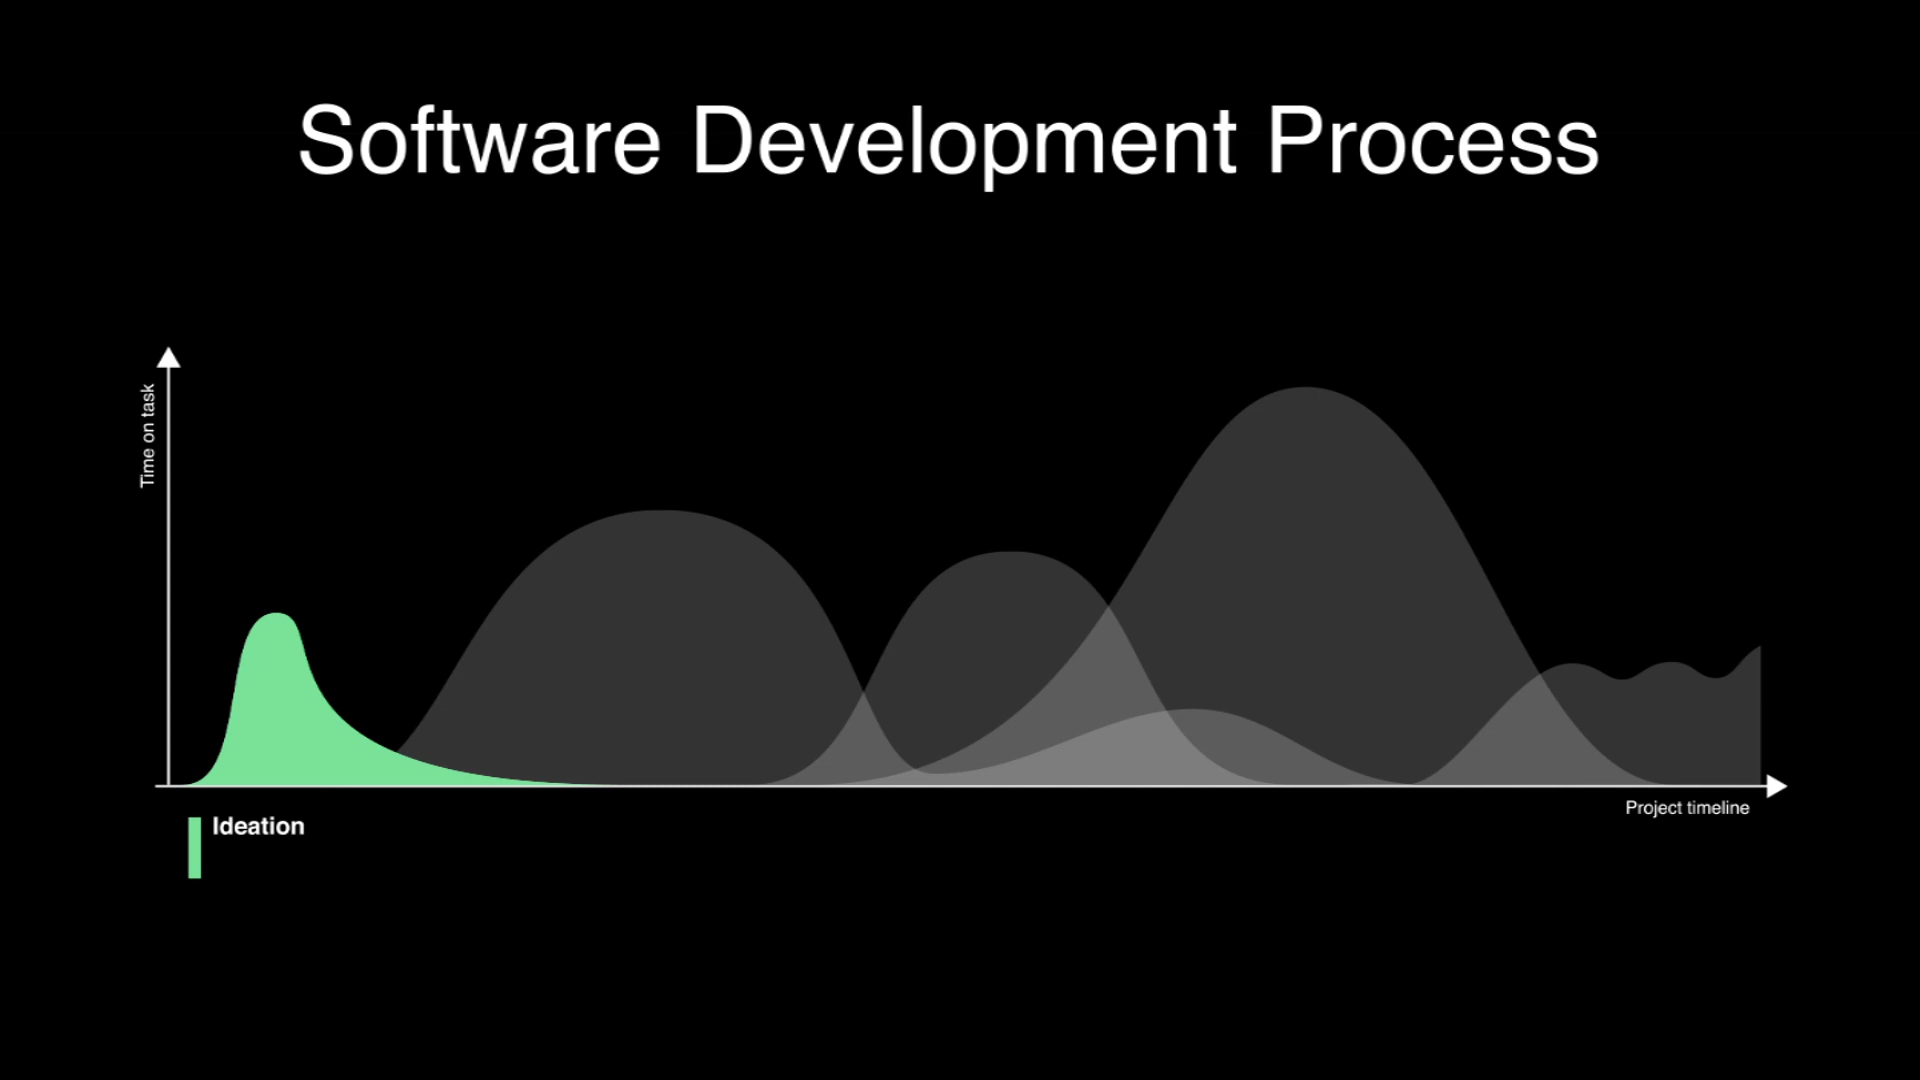 Software Development Process
Time on task
Project timeline
Ideation